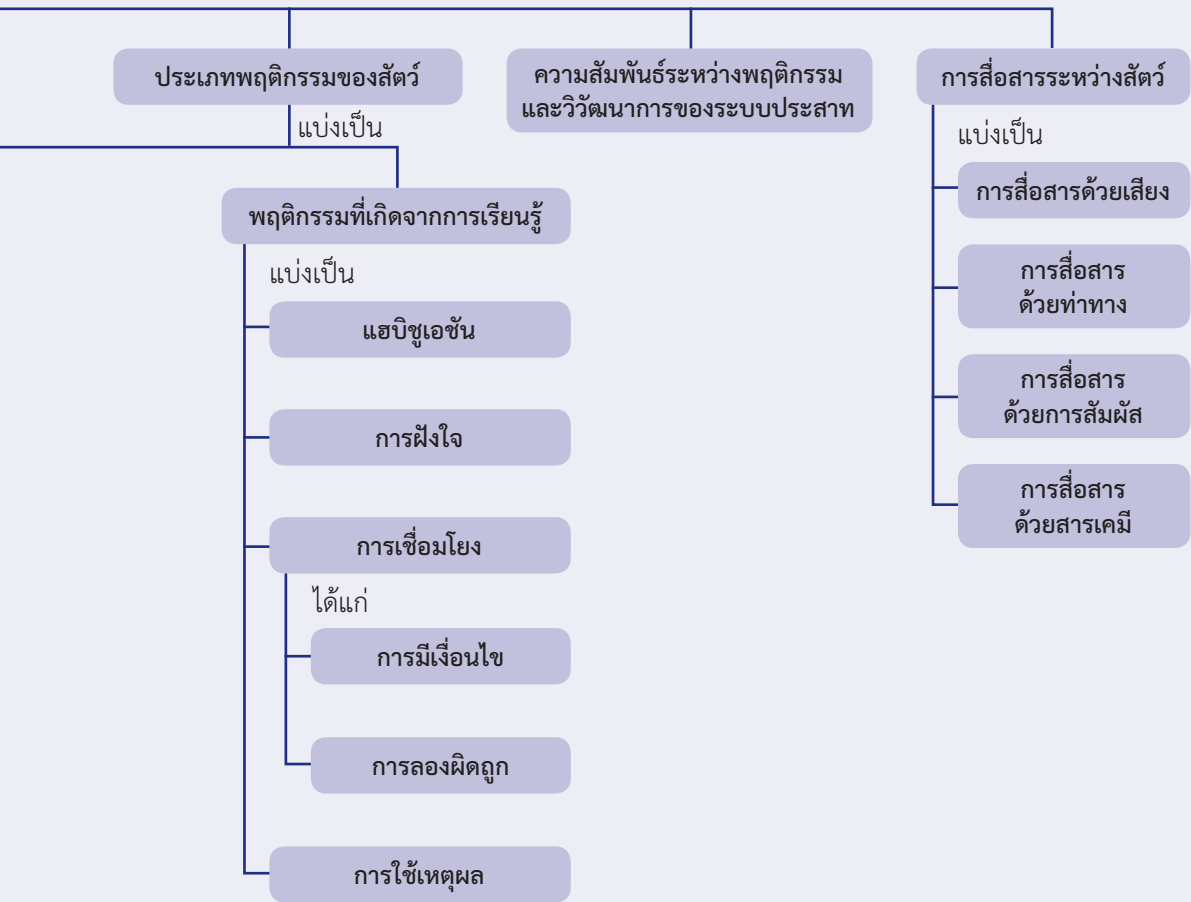 ประเภทพฤติกรรมของสัตว์
แบ่งเป็น
พฤติกรรมที่เกิดจากการเรียนรู้
แบ่งเป็น
แฮบิชูเอชัน
การฝังใจ
การเชื่อมโยง
ได้แก่
การมีเงื่อนไข
การลองผิดถูก
การใช้เหตุผล
ความสัมพันธ์ระหว่างพฤติกรรม
และวิวัฒนาการของระบบประสาท
การสื่อสารระหว่างสัตว์
แบ่งเป็น
การสื่อสารด้วยเสียง
การสื่อสาร
ด้วยท่าทาง
การสื่อสาร
ด้วยการสัมผัส
การสื่อสาร
ด้วยสารเคมี